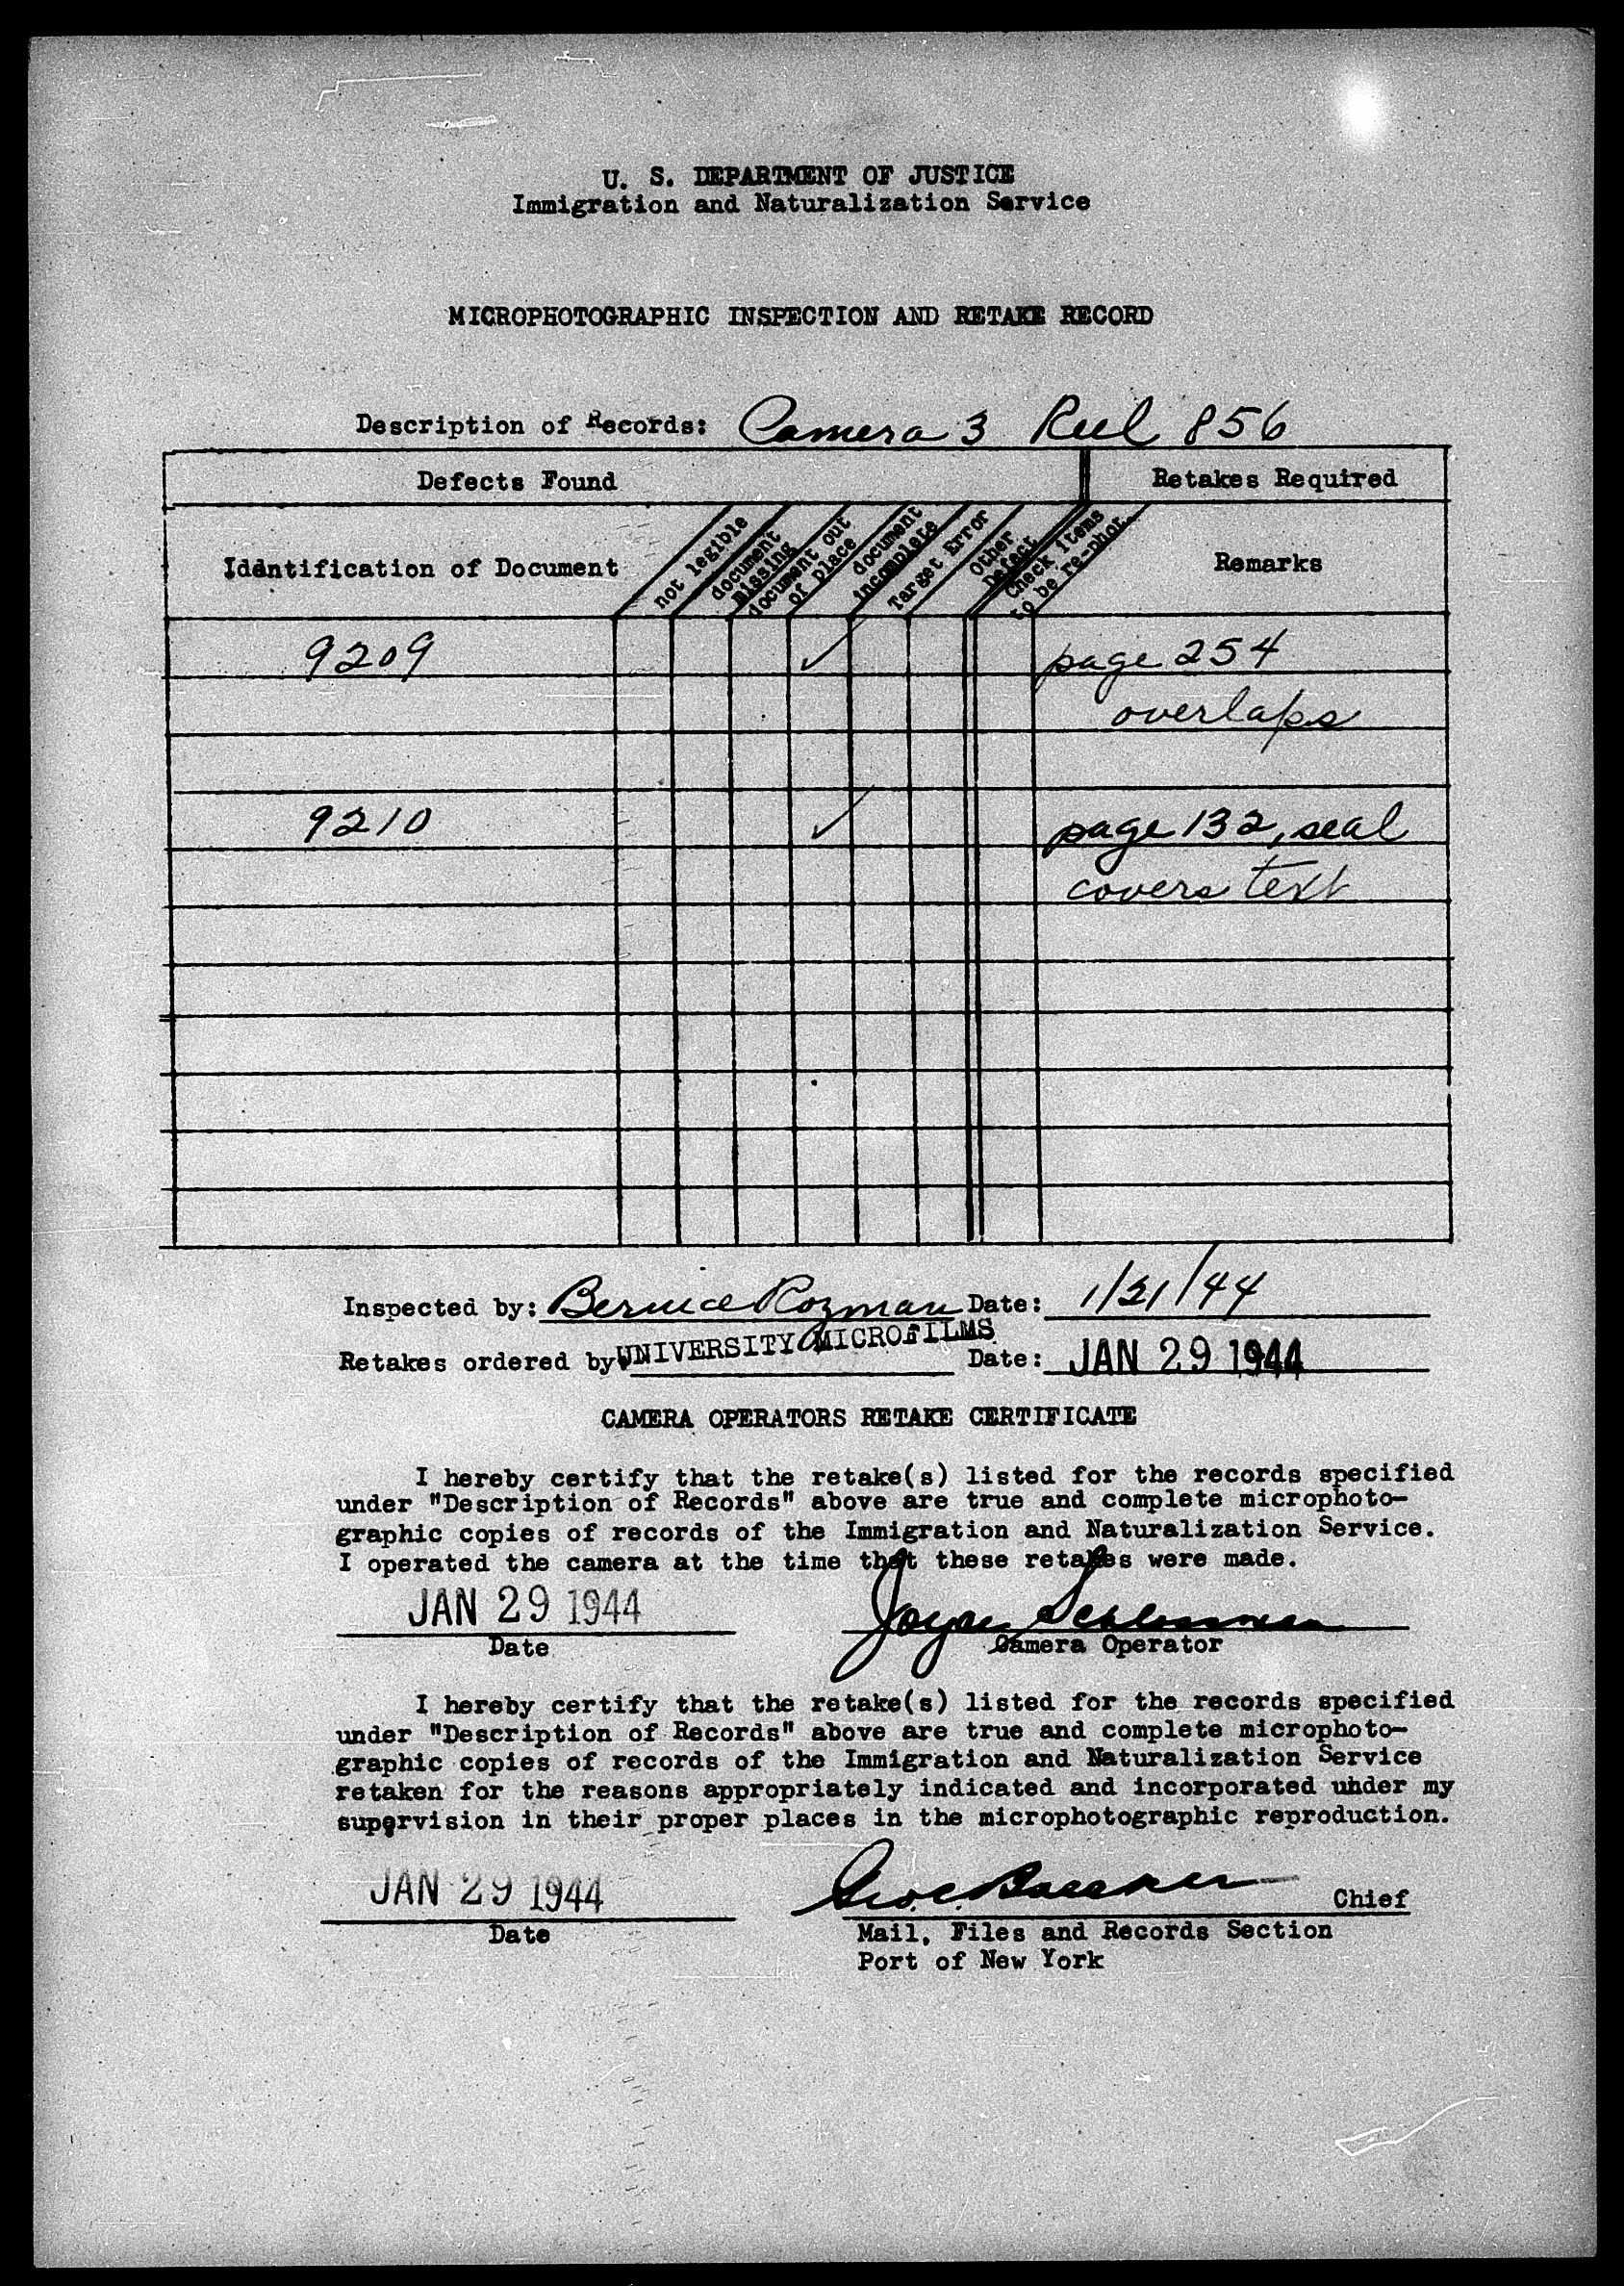 U. S. DEPARTMENT OF JUSTICE
Immigration and Naturalization Service
MICROPHOTOGRAPHIC INSPECTION AND RETAKE RECORD
Description of Records: Camera 3 Reel 856
Defects Found
Retakes Required
Iddntification of Document
not legible
document
missing
document out
of place
document
incomplete
Target Error
Other
Defect
Check items
to be re-phot.
Remarks
9209 ✓ page 254
overlaps
9210 ✓ page 132, seal
covers text
Inspected by: Bernice Rozman Date: 1/21/44
Retakes ordered by UNIVERSITY MICROFILMS Date: JAN 29 1944
CAMERA OPERATORS RETAKE CERTIFICATE
I hereby certify that the retake(s) listed for the records specified
under "Description of Records" above are true and complete microphoto-
graphic copies of records of the Immigration and Naturalization Service.
I operated the camera at the time that these retakes were made.
JAN 29 1944
Date
Camera Operator
I hereby certify that the retake(s) listed for the records specified
under "Description of Records" above are true and complete microphoto-
graphic copies of records of the Immigration and Naturalization Service
retaken for the reasons appropriately indicated and incorporated under my
supervision in their proper places in the microphotographic reproduction.
JAN 29 1944
Date
Chief
Mail, Files and Records Section
Port of New York